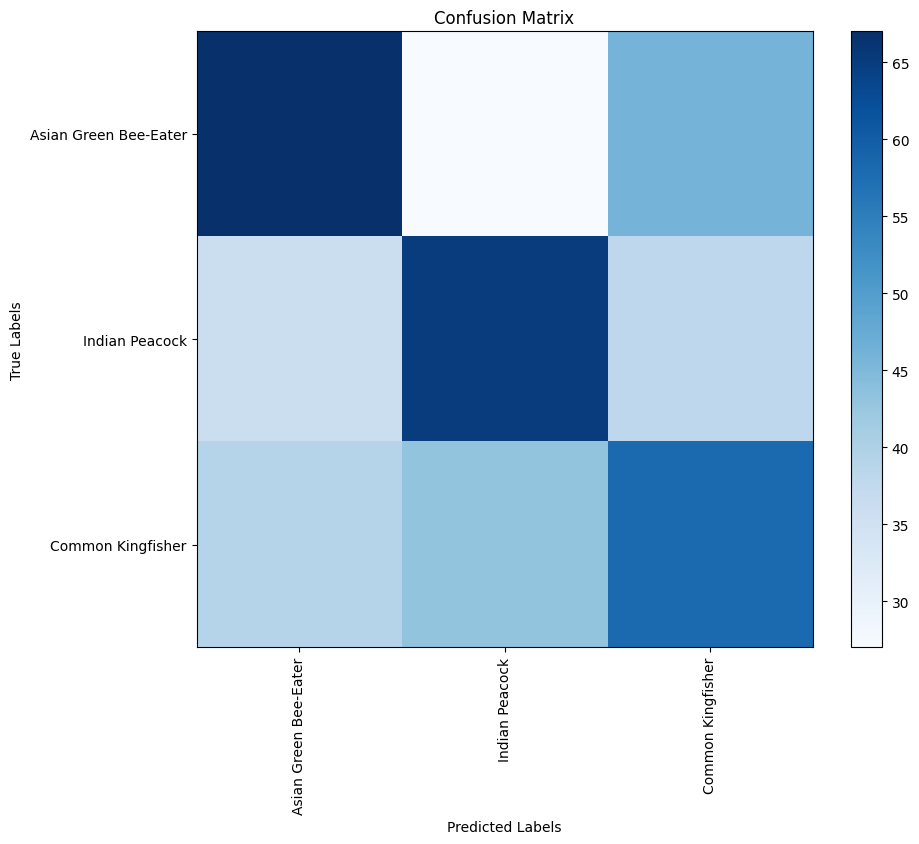 Confusion Matrix
True Labels
Asian Green Bee-Eater
Indian Peacock
Common Kingfisher
Asian Green Bee-Eater
Indian Peacock
Common Kingfisher
Predicted Labels
65
60
55
50
45
40
35
30